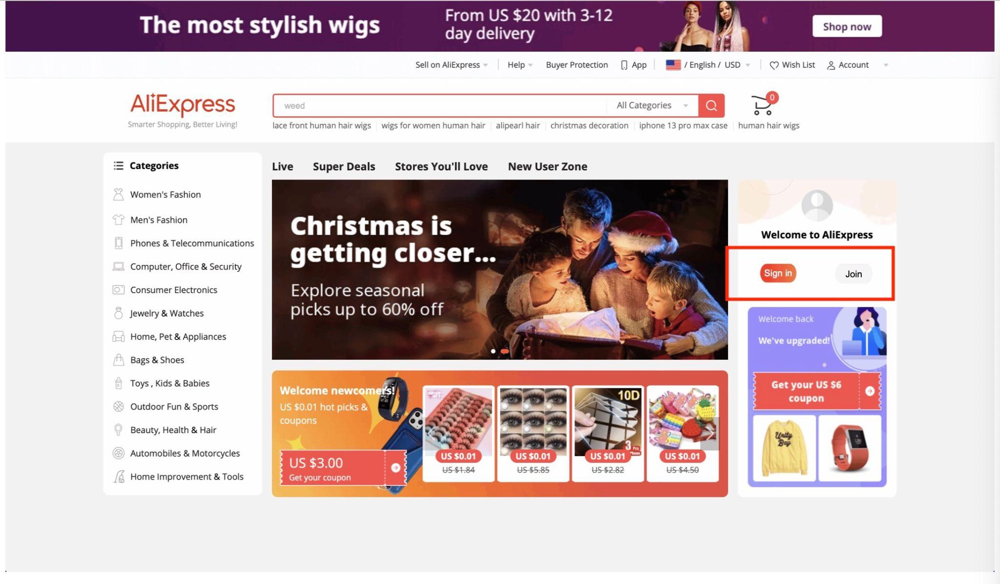 The most stylish wigs
From US $20 with 3-12
day delivery
Shop now
Sell on AliExpress
Help
Buyer Protection
App
/ English / USD
Wish List
Account
AliExpress
Smarter Shopping, Better Living!
weed
All Categories
0
lace front human hair wigs
wigs for women human hair
alipearl hair
christmas decoration
iphone 13 pro max case
human hair wigs
Categories
Women's Fashion
Men's Fashion
Phones & Telecommunications
Computer, Office & Security
Consumer Electronics
Jewelry & Watches
Home, Pet & Appliances
Bags & Shoes
Toys , Kids & Babies
Outdoor Fun & Sports
Beauty, Health & Hair
Automobiles & Motorcycles
Home Improvement & Tools
Live
Super Deals
Stores You'll Love
New User Zone
Christmas is
getting closer...
Explore seasonal
picks up to 60% off
Welcome newcomers!
US $0.01 hot picks &
coupons
US $3.00
Get your coupon
US $0.01
US $1.84
US $0.01
US $5.85
10D
3 Pcs
US $0.01
US $2.82
US $0.01
US $4.50
Welcome to AliExpress
Sign in
Join
Welcome back
We've upgraded!
Get your US $6
coupon
Unity
Bay